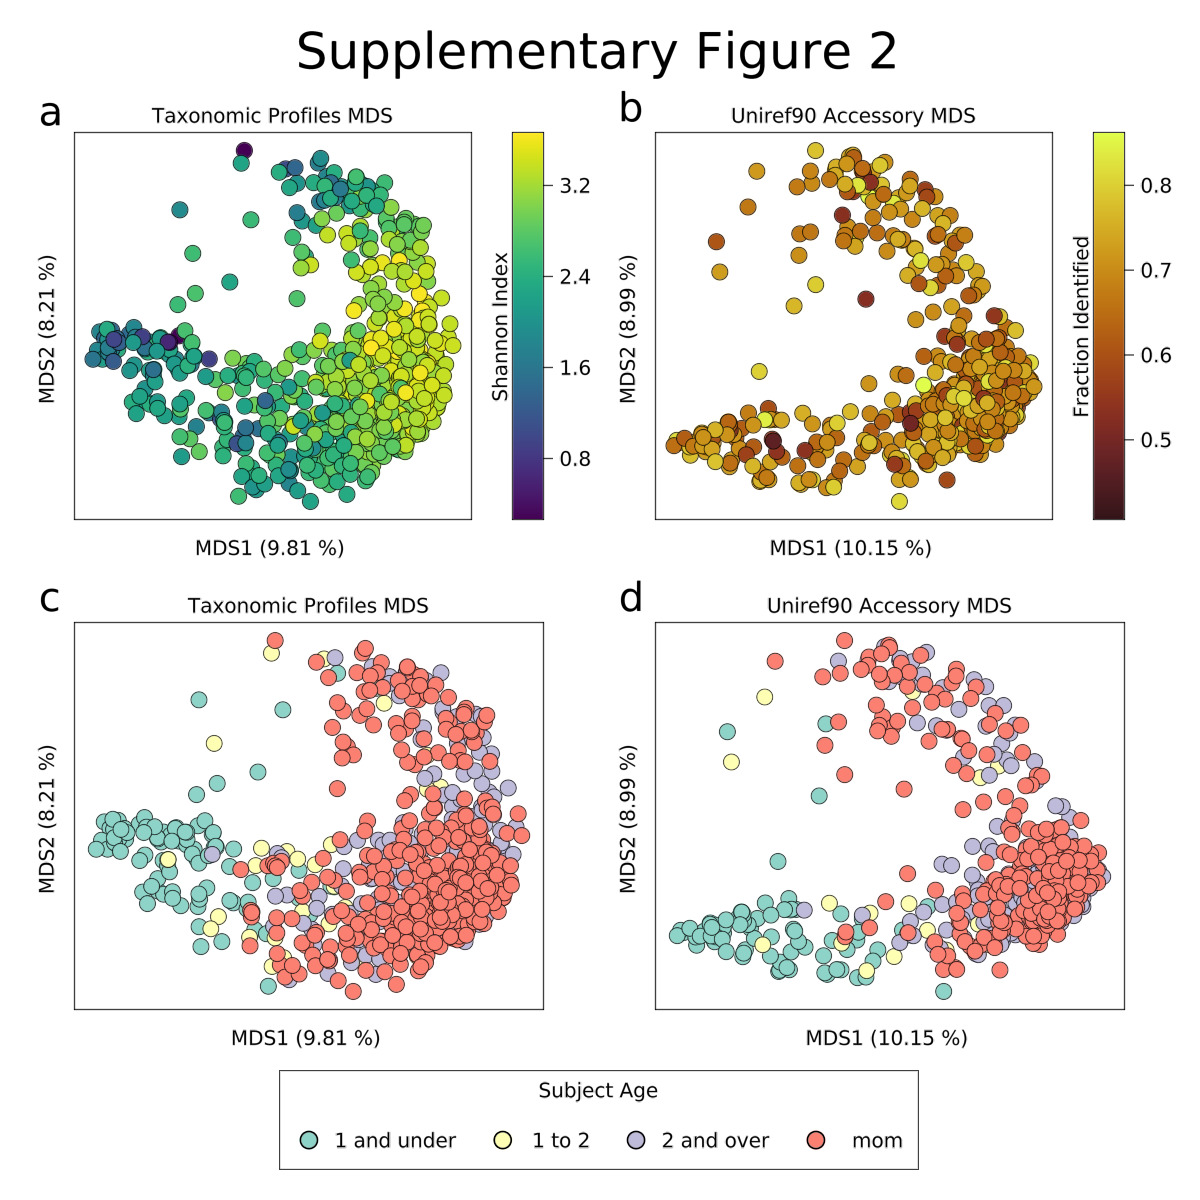 Supplementary Figure 2
a
Taxonomic Profiles MDS
MDS2 (8.21 %)
MDS1 (9.81 %)
3.2
2.4
1.6
0.8
Shannon Index
b
Uniref90 Accessory MDS
MDS2 (8.99 %)
MDS1 (10.15 %)
0.8
0.7
0.6
0.5
Fraction Identified
c
Taxonomic Profiles MDS
MDS2 (8.21 %)
MDS1 (9.81 %)
d
Uniref90 Accessory MDS
MDS2 (8.99 %)
MDS1 (10.15 %)
Subject Age
1 and under 1 to 2 2 and over mom